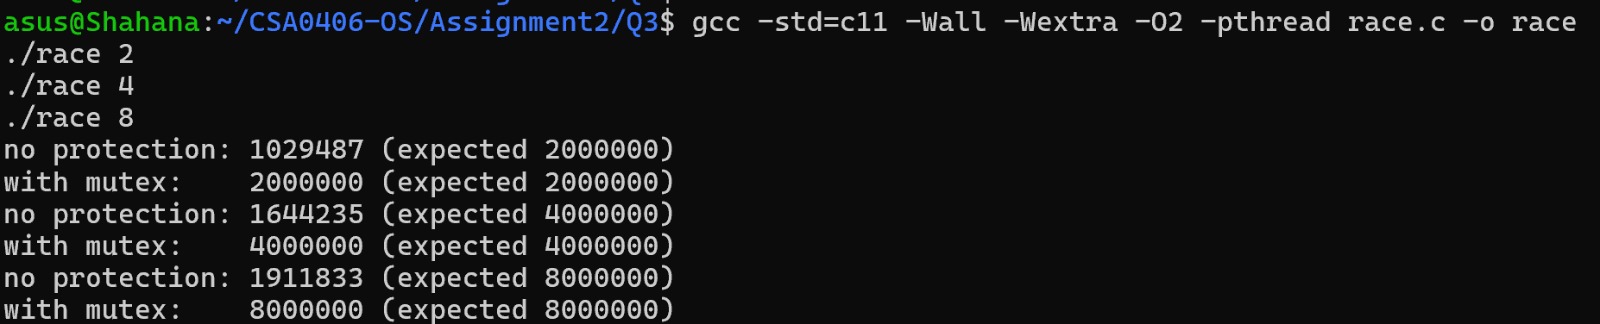 asus@Shahana:~/CSA0406-OS/Assignment2/Q3$ gcc -std=c11 -Wall -Wextra -O2 -pthread race.c -o race
./race 2
./race 4
./race 8
no protection: 1029487 (expected 2000000)
with mutex:    2000000 (expected 2000000)
no protection: 1644235 (expected 4000000)
with mutex:    4000000 (expected 4000000)
no protection: 1911833 (expected 8000000)
with mutex:    8000000 (expected 8000000)